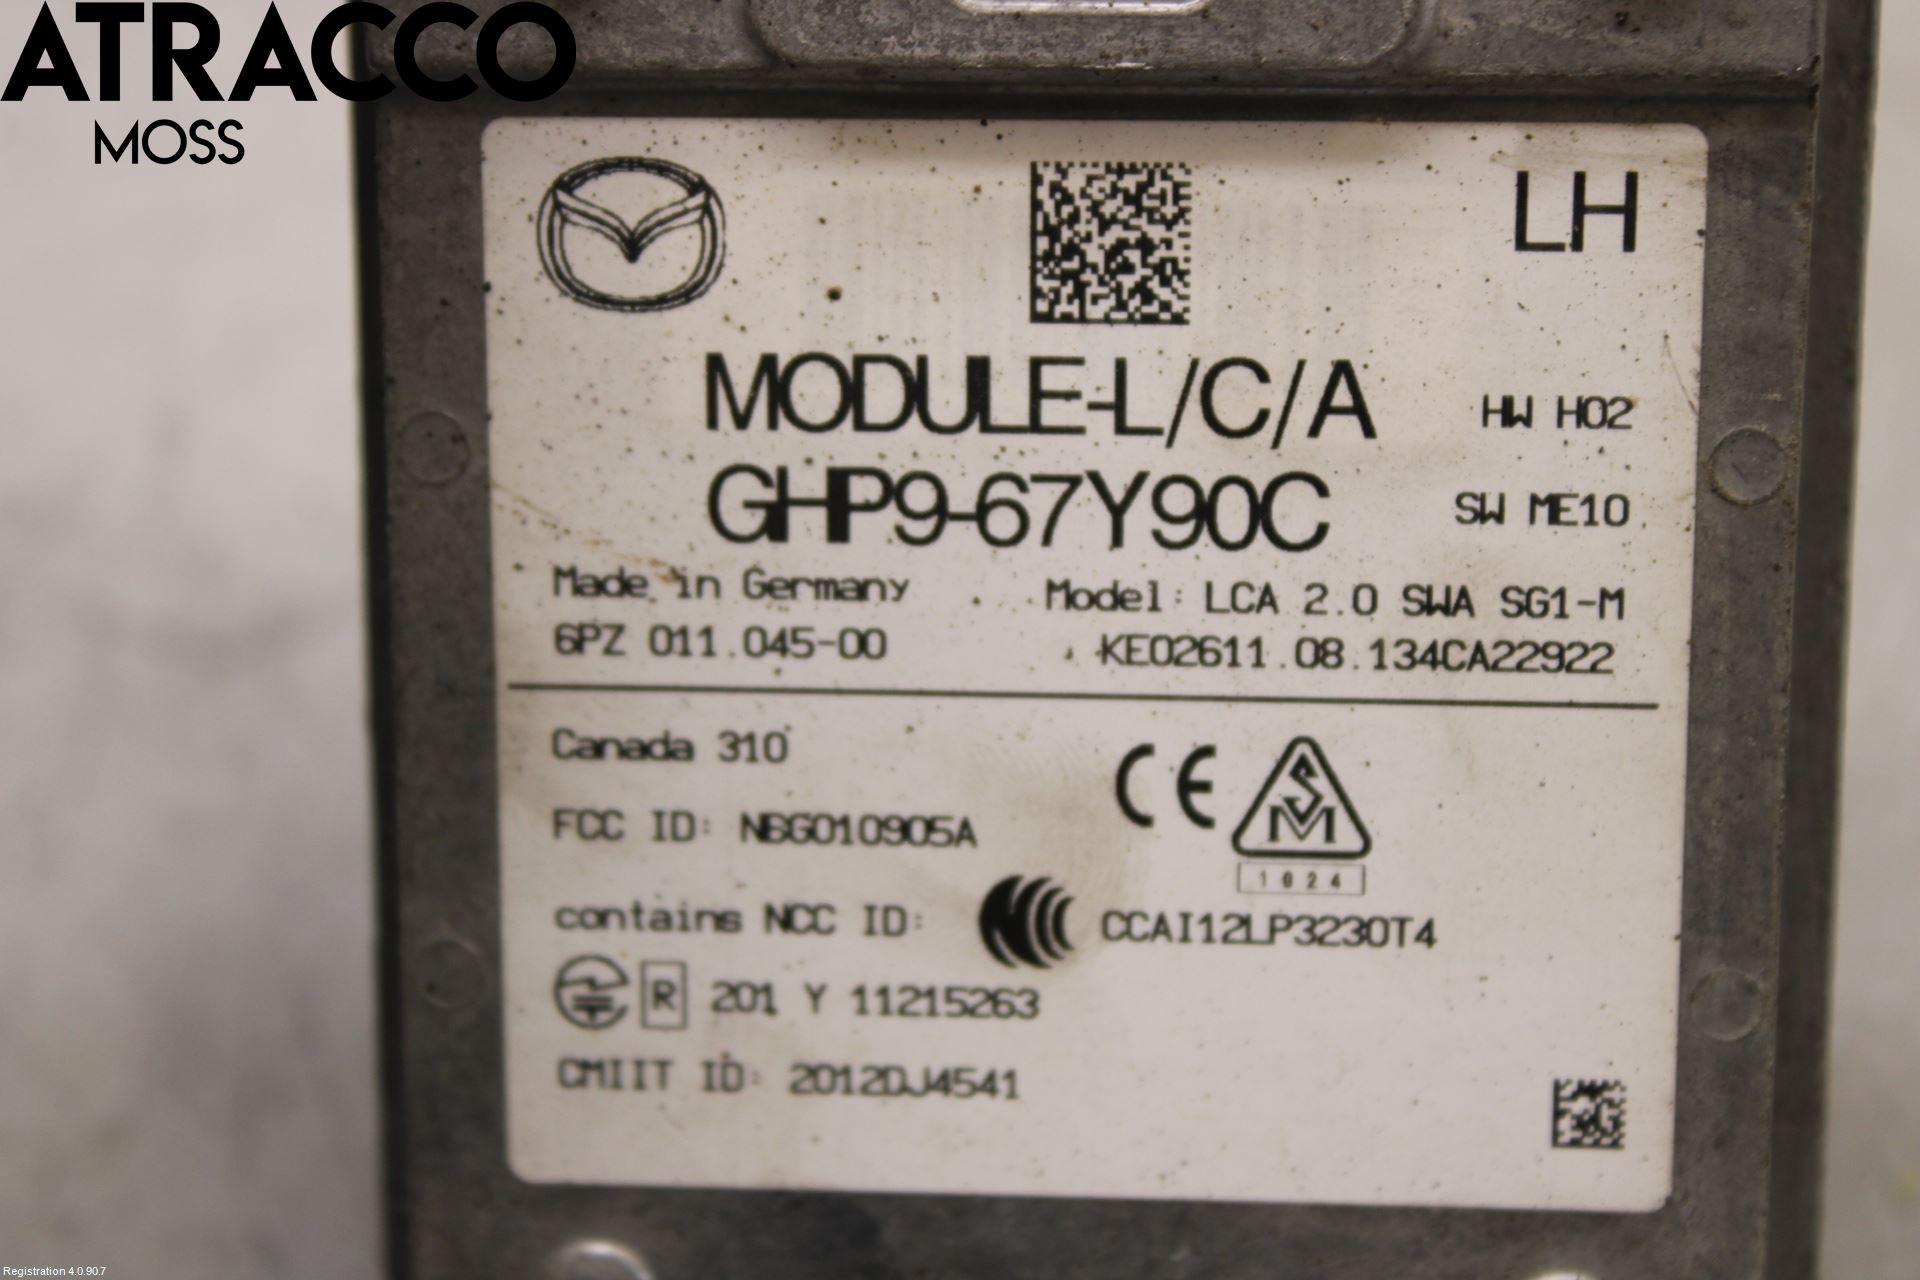 ATRACCO
MOSS
LH
MODULE-L/C/A
HW H02
GHP9-67Y90C
SW ME10
Made in Germany
Model: LCA 2.0 SWA SG1-M
6PZ 011.045-00
KE02611.08.134CA22922
Canada 310
CE
SM
FCC ID: NBG010905A
1024
contains NCC ID:
CCAI12LP3230T4
R 201 Y 11215263
CMIIT ID: 2012DJ4541
Registration 4.0.90.7